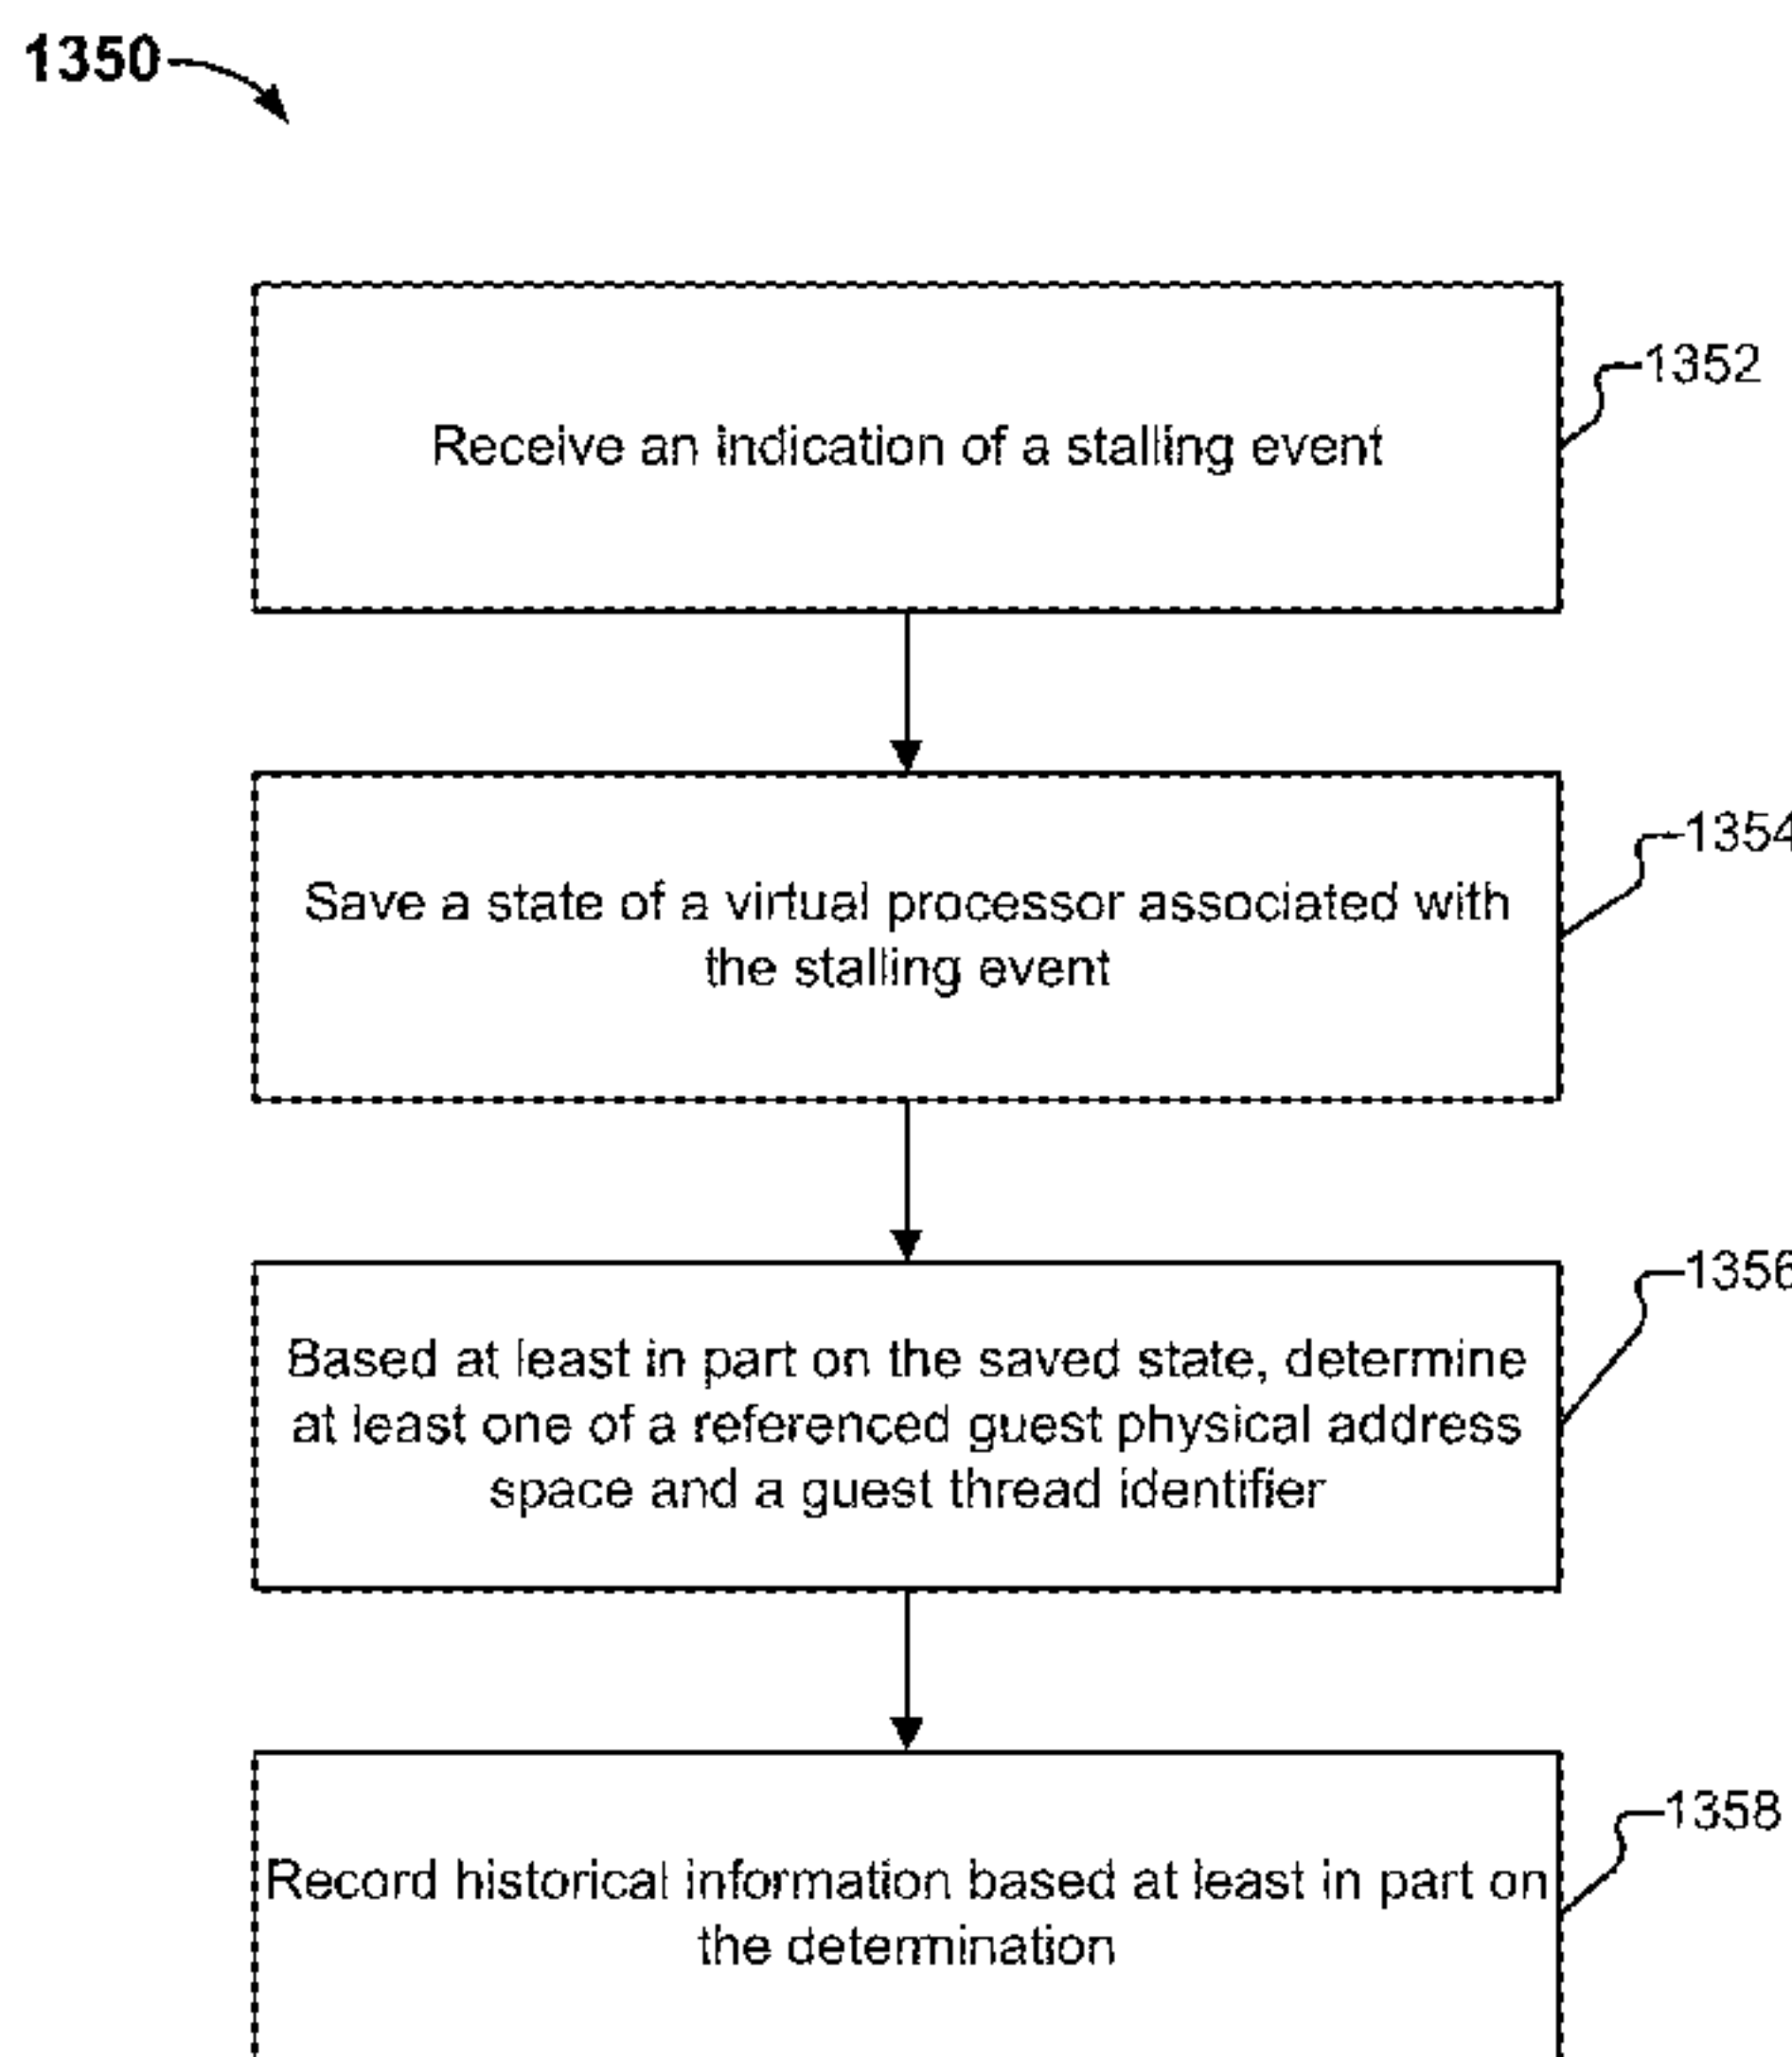 1350
1352
Receive an indication of a stalling event
1354
Save a state of a virtual processor associated with
the stalling event
1356
Based at least in part on the saved state, determine
at least one of a referenced guest physical address
space and a guest thread identifier
1358
Record historical information based at least in part on
the determination